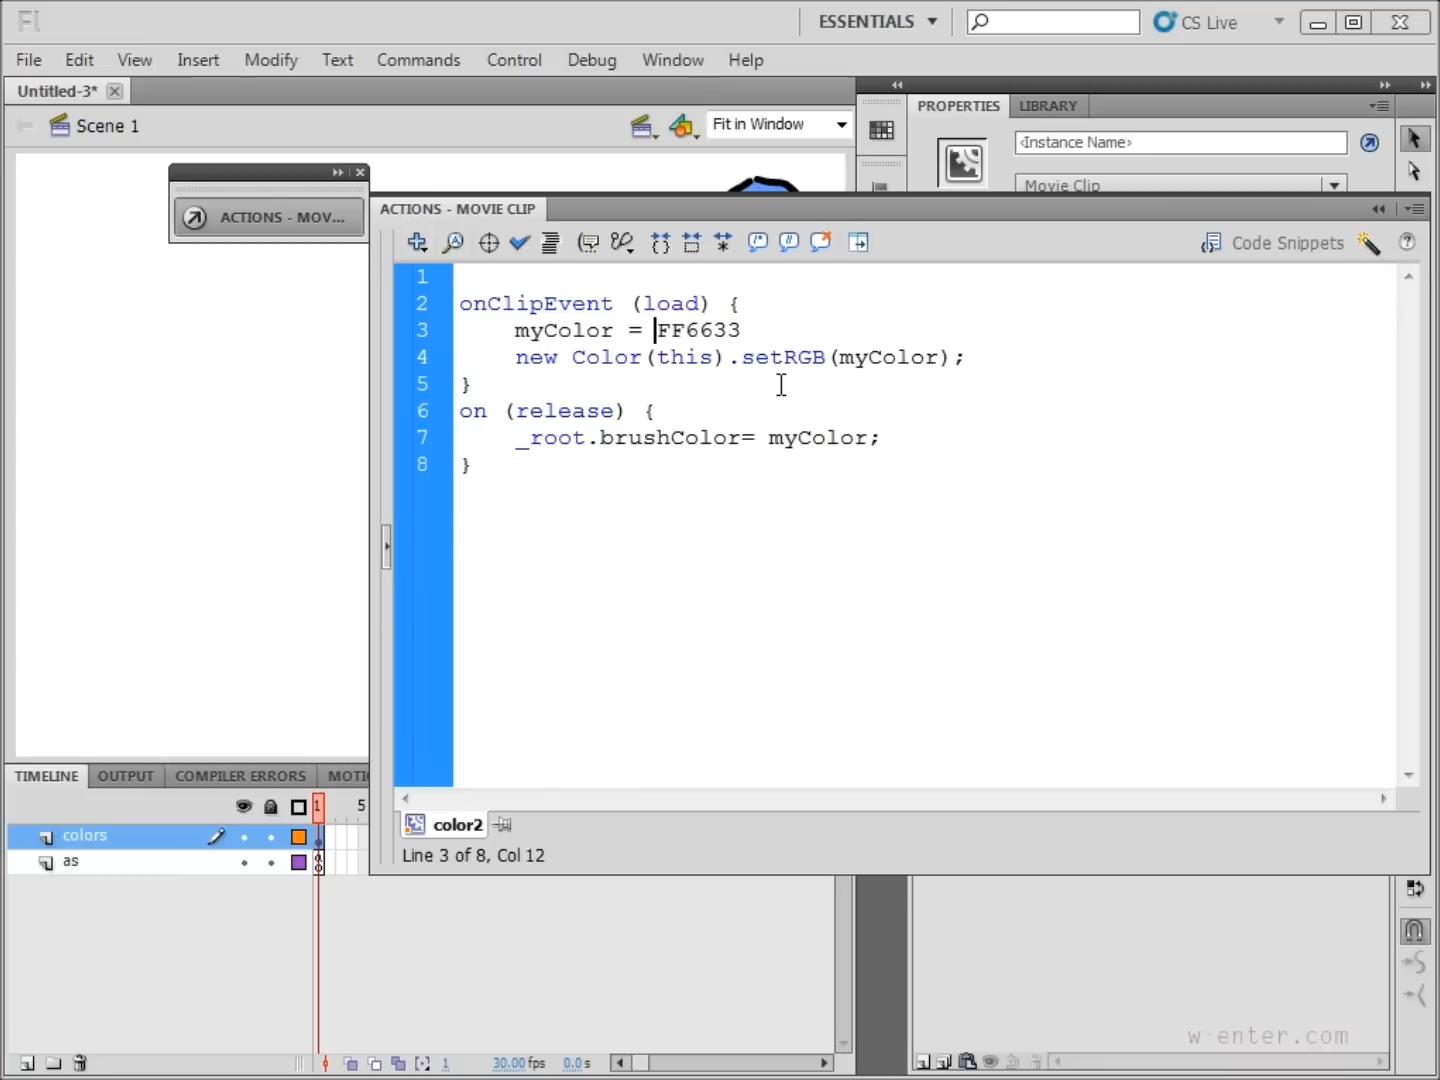 Fl
ESSENTIALS
CS Live
File Edit View Insert Modify Text Commands Control Debug Window Help
Untitled-3*
PROPERTIES LIBRARY
Scene 1
Fit in Window
<Instance Name>
Movie Clip
ACTIONS - MOV...
ACTIONS - MOVIE CLIP
Code Snippets
1
2 onClipEvent (load) {
3 myColor = FF6633
4 new Color(this).setRGB(myColor);
5 }
6 on (release) {
7 _root.brushColor= myColor;
8 }
TIMELINE OUTPUT COMPILER ERRORS
1 5
colors
as
color2
Line 3 of 8, Col 12
w-enter.com
1 30.00 fps 0.0 s